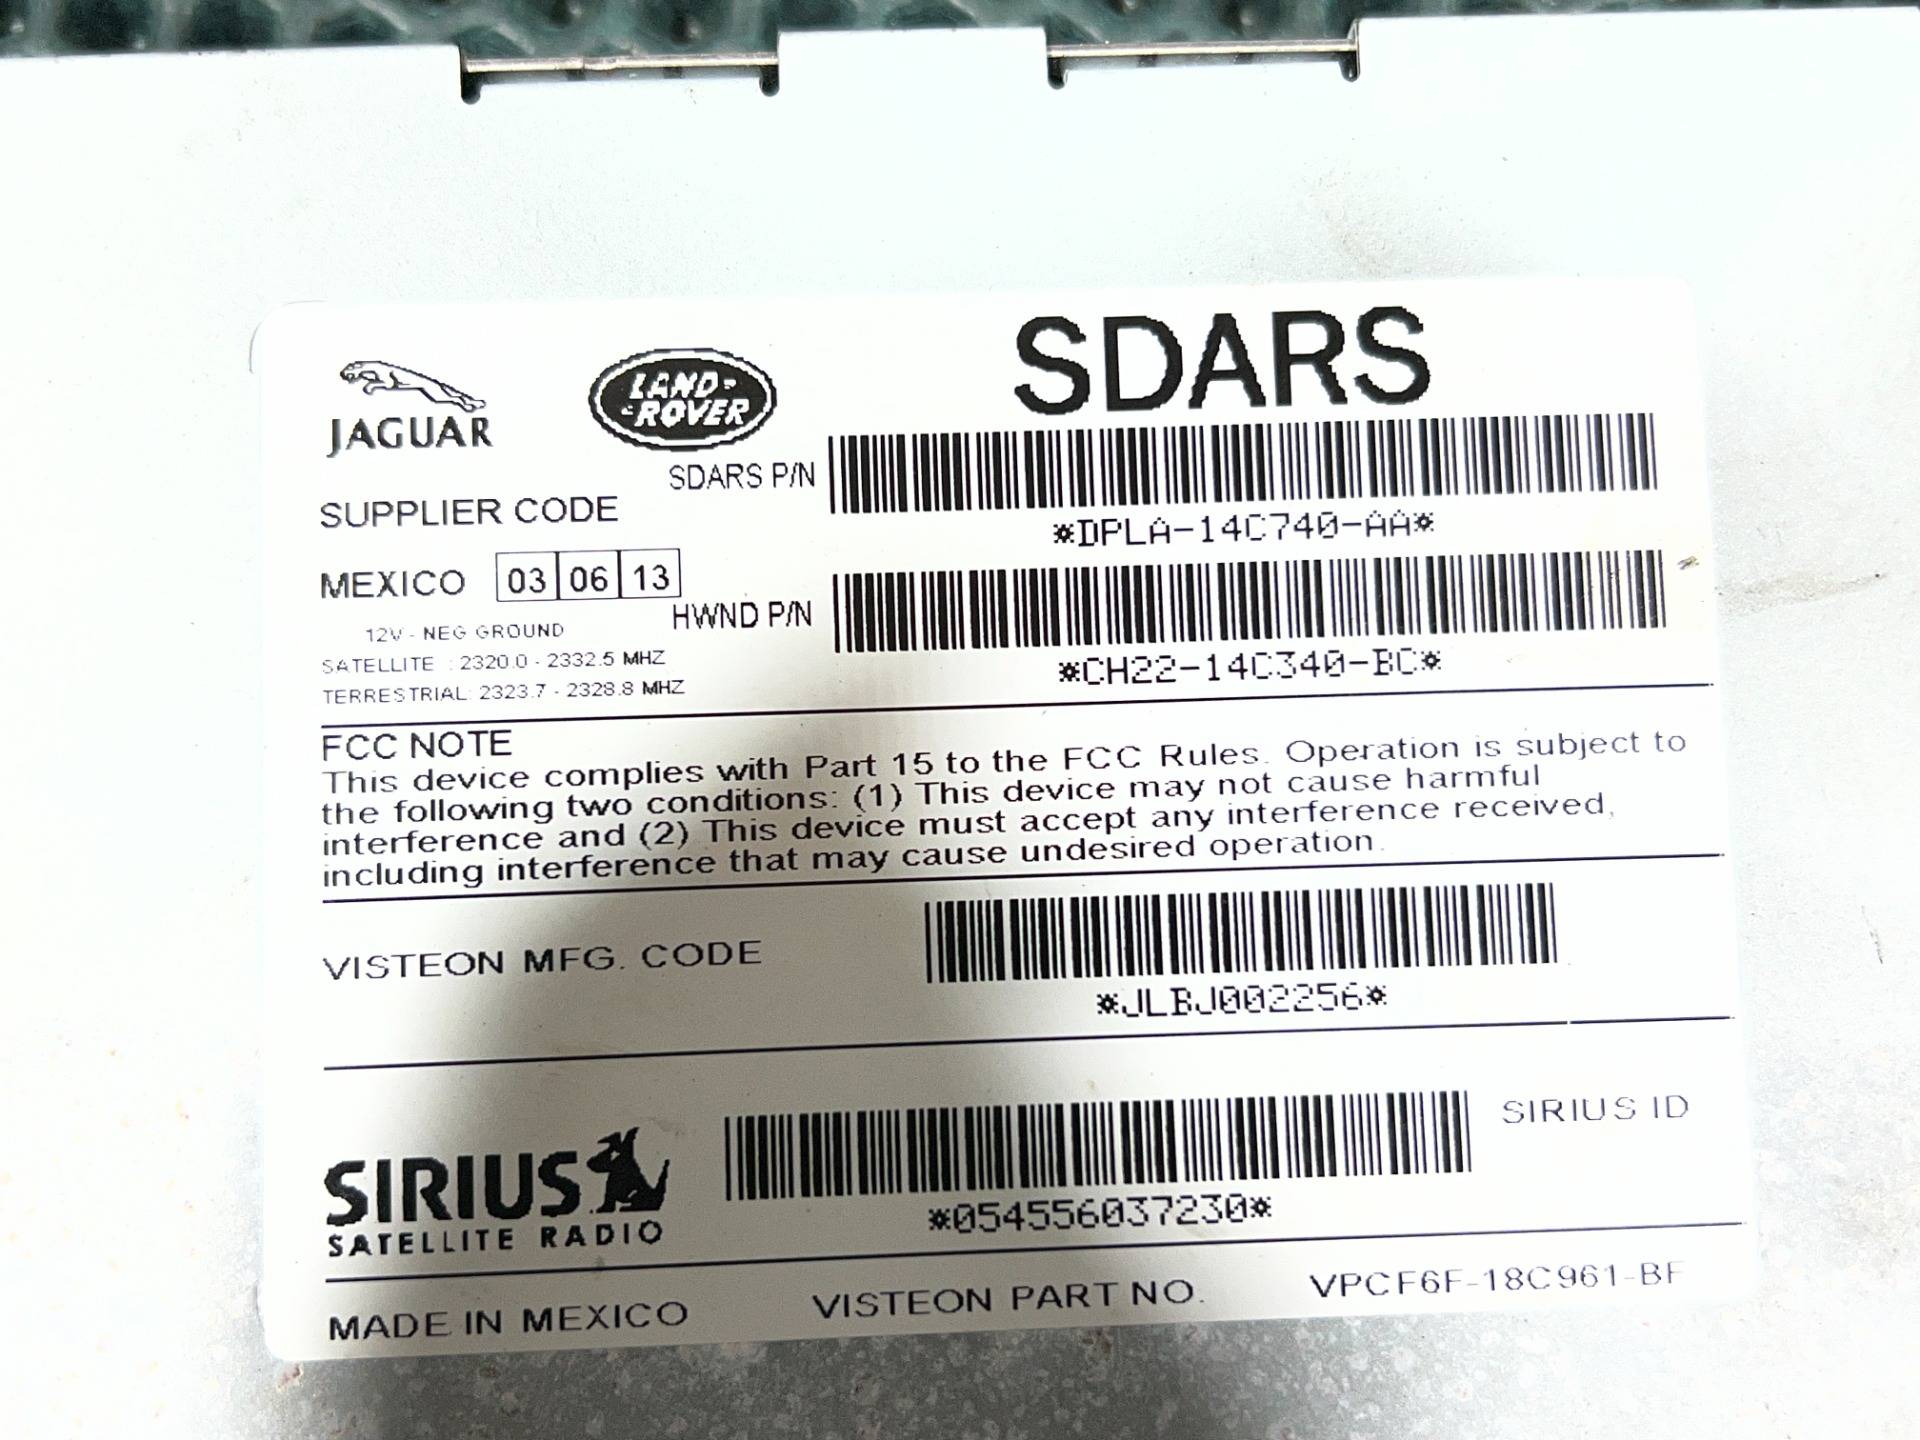 JAGUAR
LAND-
-ROVER
SDARS
SDARS P/N
*DPLA-14C740-AA*
SUPPLIER CODE
MEXICO 03 06 13
HWND P/N
*CH22-14C340-BC*
12V - NEG GROUND
SATELLITE : 2320.0 - 2332.5 MHZ
TERRESTRIAL: 2323.7 - 2328.8 MHZ
FCC NOTE
This device complies with Part 15 to the FCC Rules. Operation is subject to
the following two conditions: (1) This device may not cause harmful
interference and (2) This device must accept any interference received,
including interference that may cause undesired operation.
VISTEON MFG. CODE
*JLBJ002256*
SIRIUS
SATELLITE RADIO
*054556037230*
SIRIUS ID
MADE IN MEXICO VISTEON PART NO. VPCF6F-18C961-BF